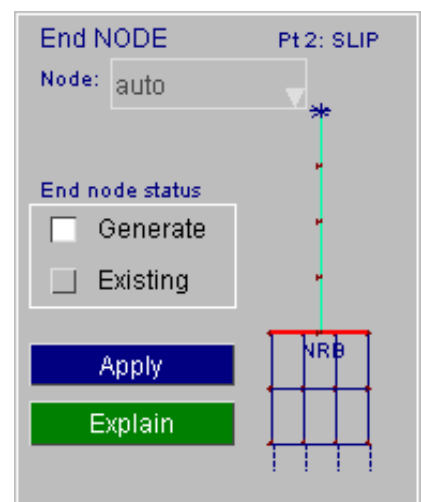 End NODE
Pt 2: SLIP
Node:
auto
End node status
Generate
Existing
Apply
Explain
NRB